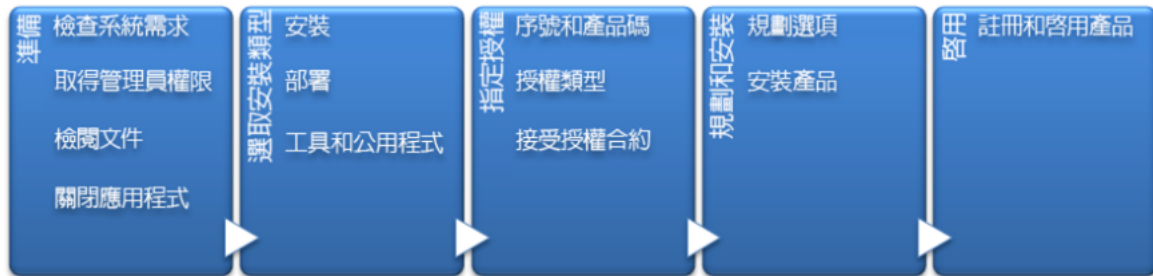 準備
檢查系統需求
取得管理員權限
檢閱文件
關閉應用程式
選取安裝類型
安裝
部署
工具和公用程式
指定授權
序號和產品碼
授權類型
接受授權合約
規劃和安裝
規劃選項
安裝產品
啓用
註冊和啓用產品